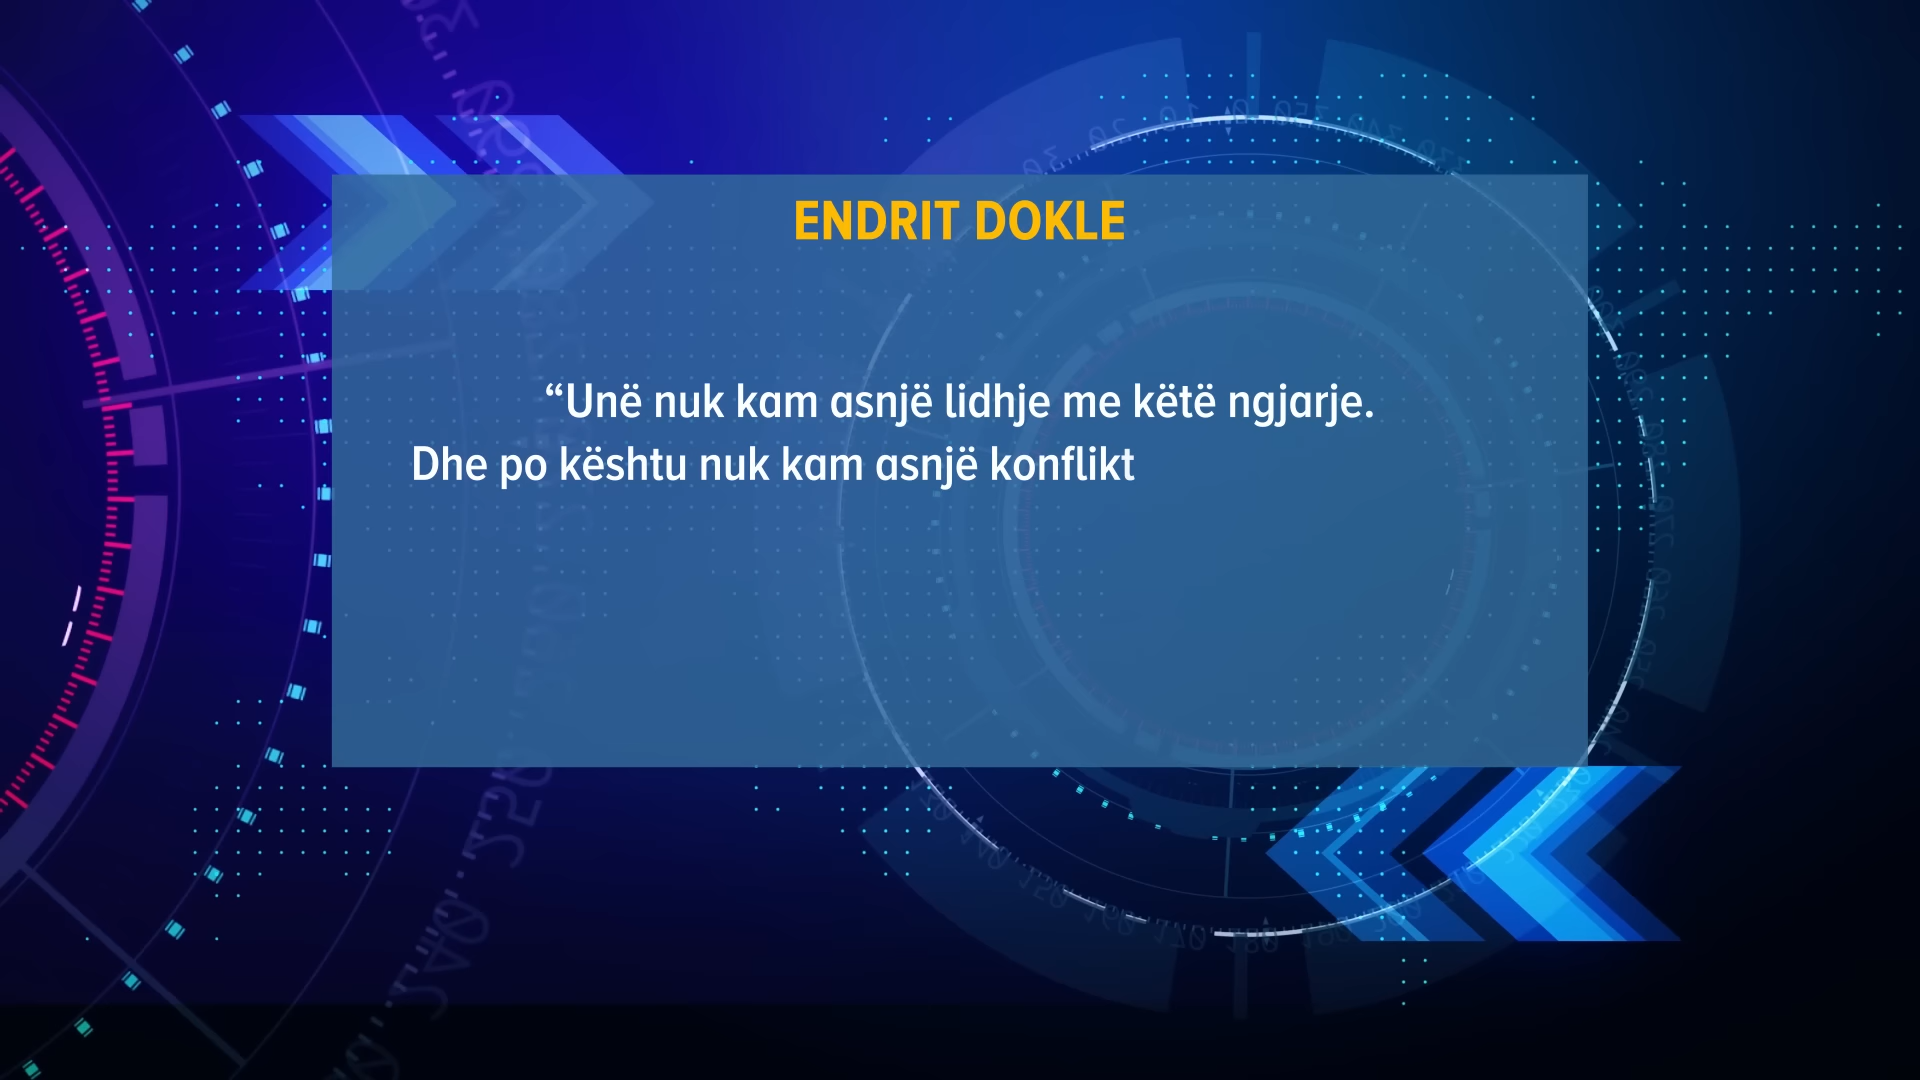 ENDRIT DOKLE
“Unë nuk kam asnjë lidhje me këtë ngjarje.
Dhe po kështu nuk kam asnjë konflikt